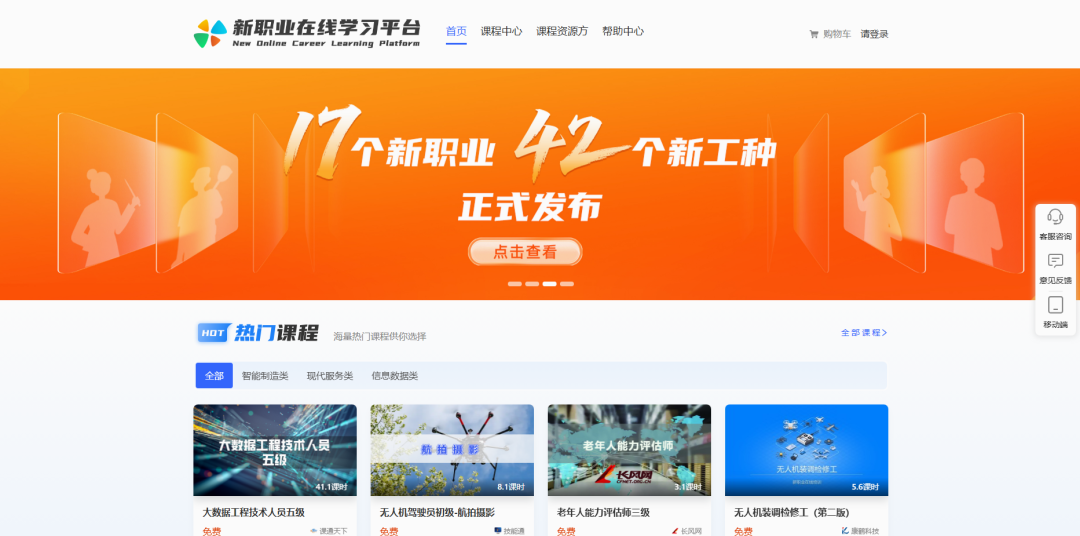 新职业在线学习平台
New Online Career Learning Platform
首页 课程中心 课程资源方 帮助中心
购物车 请登录
17个新职业 42个新工种
正式发布
点击查看
客服咨询
意见反馈
移动端
HOT 热门课程 海量热门课程供你选择 全部课程>
全部 智能制造类 现代服务类 信息数据类
大数据工程技术人员
五级
41.1课时
航拍摄影
8.1课时
老年人能力评估师
长风网
CFNET.ORG.CN
3.1课时
无人机装调检修工
5.6课时
大数据工程技术人员五级
免费 课通天下
无人机驾驶员初级-航拍摄影
免费 技能通
老年人能力评估师三级
免费 长风网
无人机装调检修工（第二版）
免费